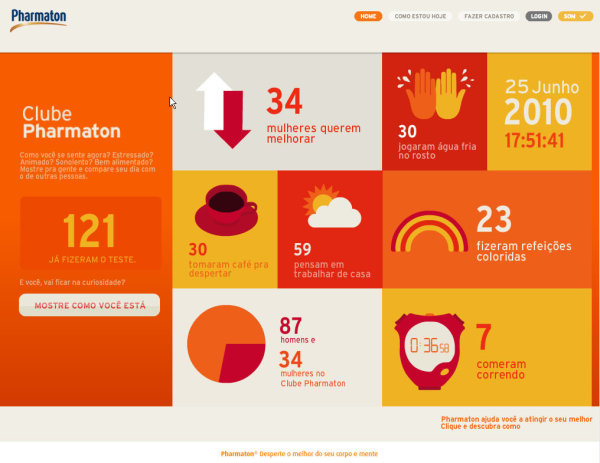 Pharmaton
HOME
COMO ESTOU HOJE
FAZER CADASTRO
LOGIN
SOM
Clube
Pharmaton
Como você se sente agora? Estressado?
Animado? Sonolento? Bem alimentado?
Mostre pra gente e compare seu dia com
o de outras pessoas.
121
JÁ FIZERAM O TESTE.
E você, vai ficar na curiosidade?
MOSTRE COMO VOCÊ ESTÁ
34
mulheres querem
melhorar
30
jogaram água fria
no rosto
25 Junho
2010
17:51:41
30
tomaram café pra
despertar
59
pensam em
trabalhar de casa
23
fizeram refeições
coloridas
87
homens e
34
mulheres no
Clube Pharmaton
0:36 58
7
comeram
correndo
Pharmaton ajuda você a atingir o seu melhor
Clique e descubra como
Pharmaton® Desperte o melhor do seu corpo e mente